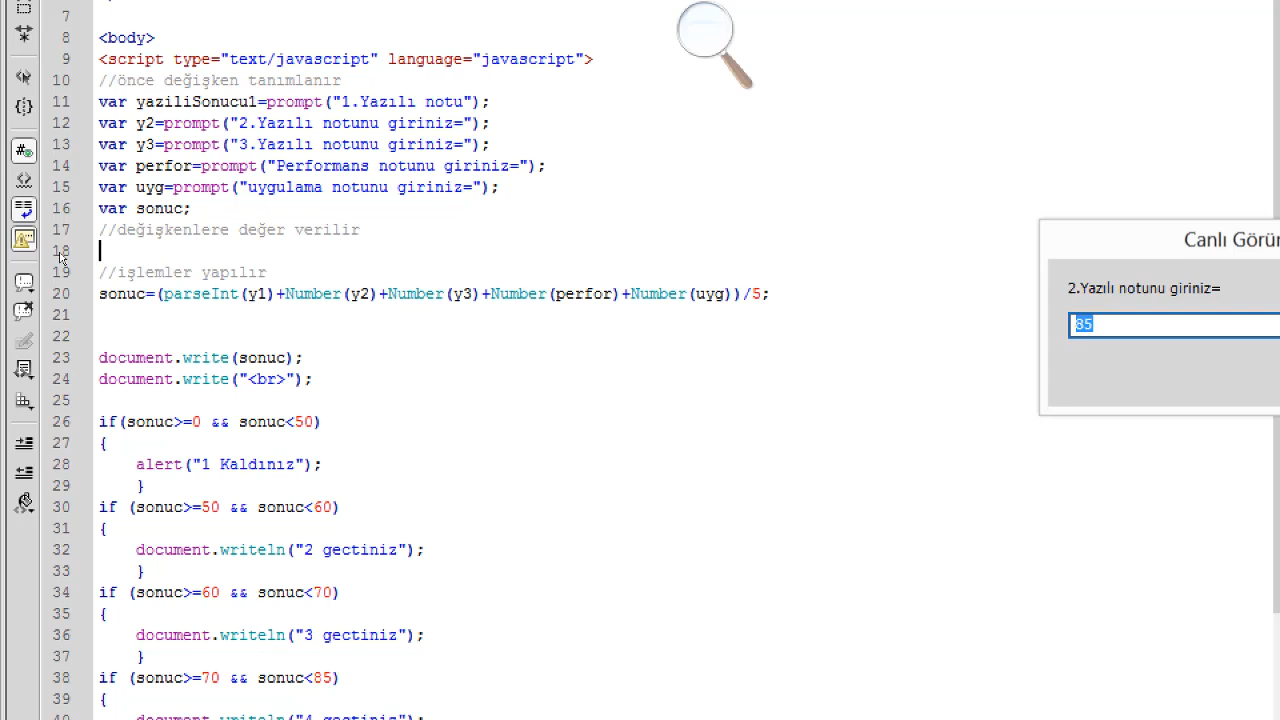 7
8 <body>
9 <script type="text/javascript" language="javascript">
10 //önce değişken tanımlanır
11 var yaziliSonucu1=prompt("1.Yazılı notu");
12 var y2=prompt("2.Yazılı notunu giriniz=");
13 var y3=prompt("3.Yazılı notunu giriniz=");
14 var perfor=prompt("Performans notunu giriniz=");
15 var uyg=prompt("uygulama notunu giriniz=");
16 var sonuc;
17 //değişkenlere değer verilir
18
19 //işlemler yapılır
20 sonuc=(parseInt(y1)+Number(y2)+Number(y3)+Number(perfor)+Number(uyg))/5;
21
22
23 document.write(sonuc);
24 document.write("<br>");
25
26 if(sonuc>=0 && sonuc<50)
27 {
28 alert("1 Kaldınız");
29 }
30 if (sonuc>=50 && sonuc<60)
31 {
32 document.writeln("2 gectiniz");
33 }
34 if (sonuc>=60 && sonuc<70)
35 {
36 document.writeln("3 gectiniz");
37 }
38 if (sonuc>=70 && sonuc<85)
39 {
40 document.writeln("4 gectiniz");
Canlı Görün
2.Yazılı notunu giriniz=
85